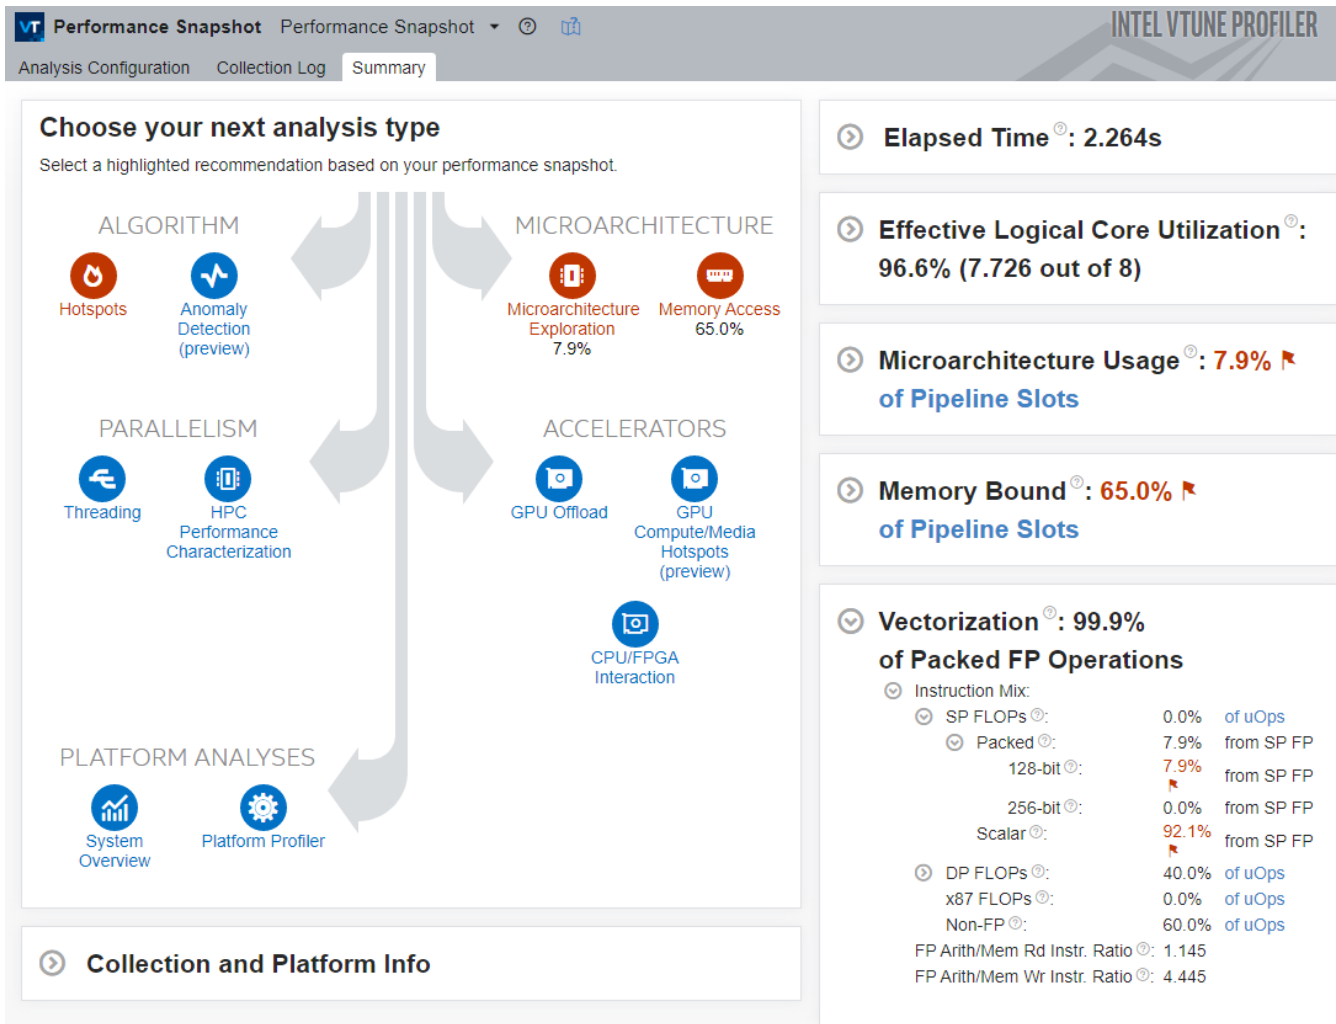 VT Performance Snapshot Performance Snapshot ?
INTEL VTUNE PROFILER
Analysis Configuration Collection Log Summary
Choose your next analysis type
Select a highlighted recommendation based on your performance snapshot.
ALGORITHM
Hotspots
Anomaly
Detection
(preview)
MICROARCHITECTURE
Microarchitecture
Exploration
7.9%
Memory Access
65.0%
PARALLELISM
Threading
HPC
Performance
Characterization
ACCELERATORS
GPU Offload
GPU
Compute/Media
Hotspots
(preview)
CPU/FPGA
Interaction
PLATFORM ANALYSES
System
Overview
Platform Profiler
Collection and Platform Info
Elapsed Time ?: 2.264s
Effective Logical Core Utilization ?:
96.6% (7.726 out of 8)
Microarchitecture Usage ?: 7.9%
of Pipeline Slots
Memory Bound ?: 65.0%
of Pipeline Slots
Vectorization ?: 99.9%
of Packed FP Operations
Instruction Mix:
SP FLOPs ?: 0.0% of uOps
Packed ?: 7.9% from SP FP
128-bit ?: 7.9% from SP FP
256-bit ?: 0.0% from SP FP
Scalar ?: 92.1% from SP FP
DP FLOPs ?: 40.0% of uOps
x87 FLOPs ?: 0.0% of uOps
Non-FP ?: 60.0% of uOps
FP Arith/Mem Rd Instr. Ratio ?: 1.145
FP Arith/Mem Wr Instr. Ratio ?: 4.445